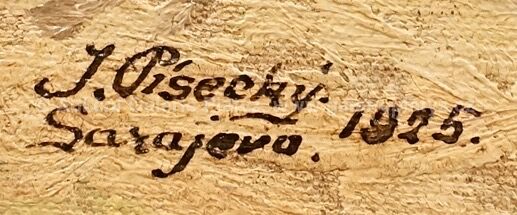 J. Písecký.
Sarajevo. 1925.